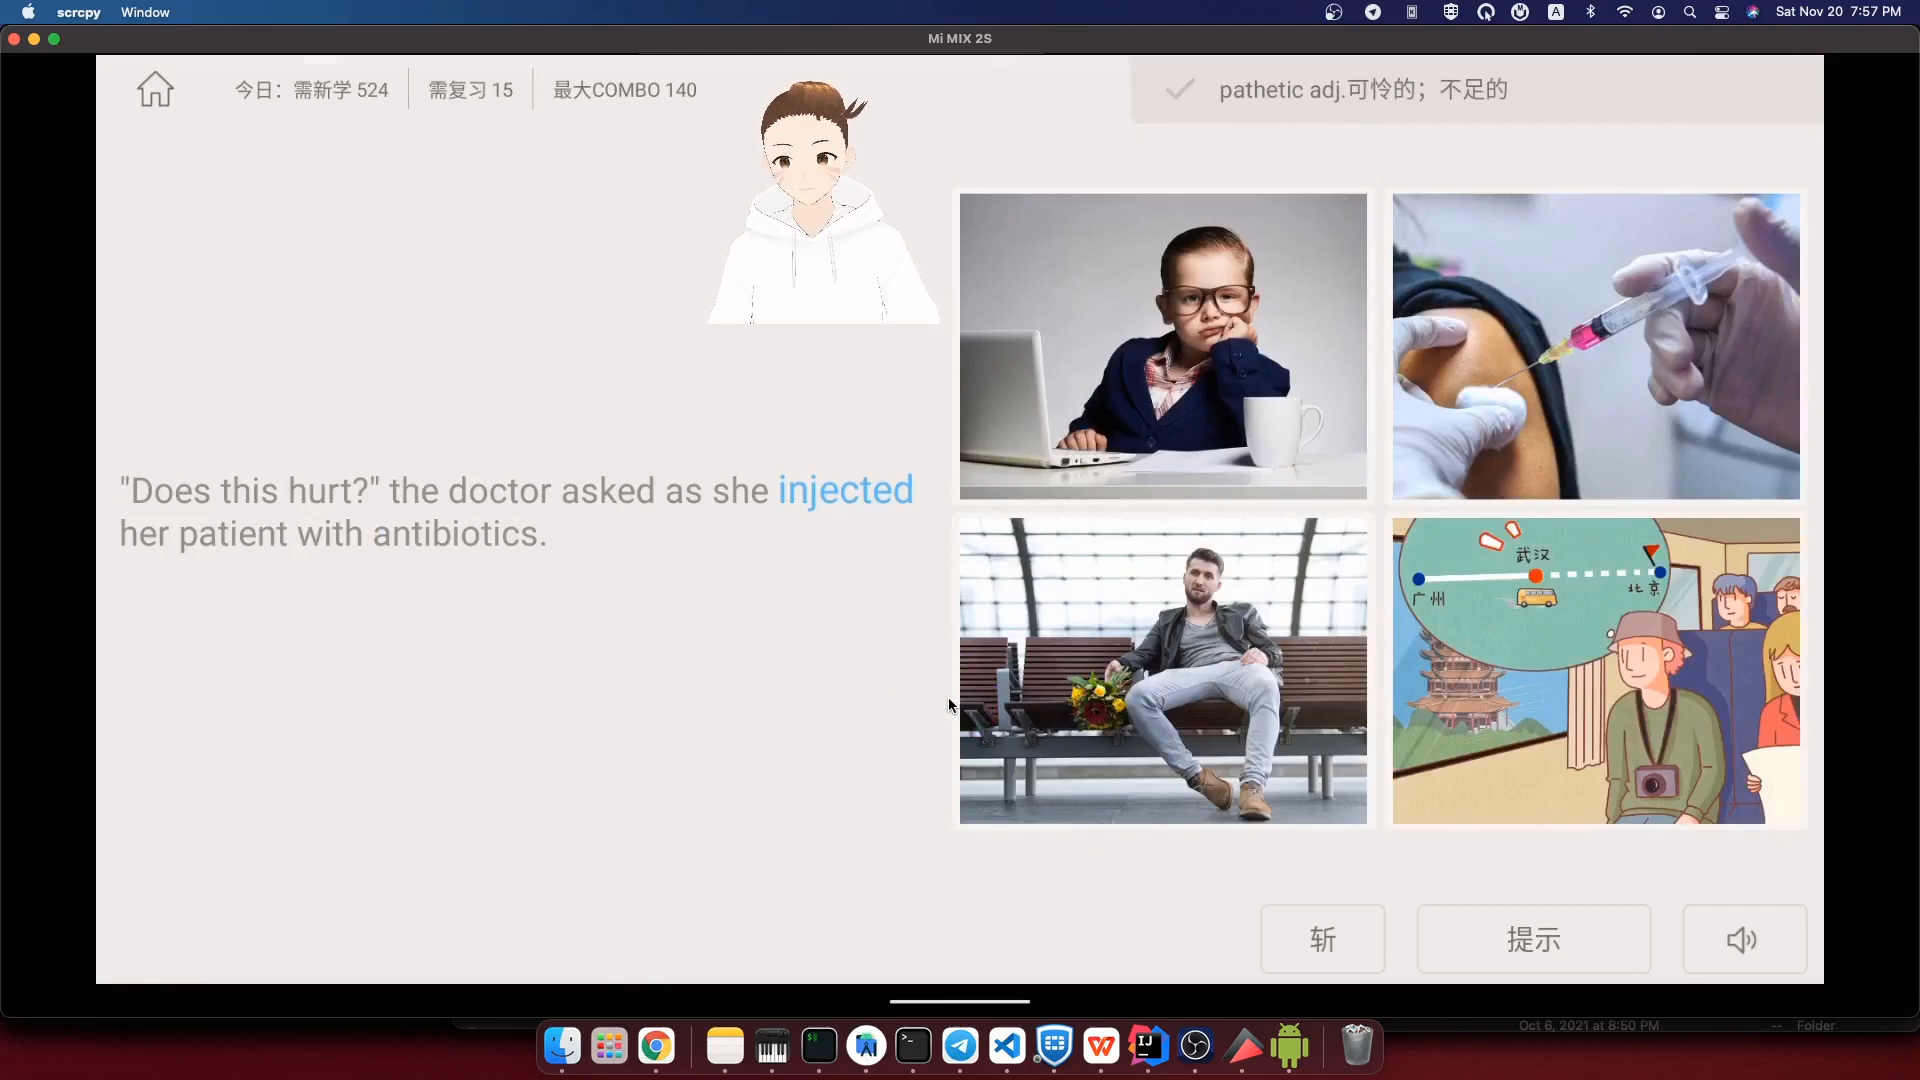 scrcpy Window
A
Sat Nov 20 7:57 PM
Mi MIX 2S
今日：需新学 524
需复习 15
最大COMBO 140
pathetic adj.可怜的；不足的
"Does this hurt?" the doctor asked as she injected
her patient with antibiotics.
武汉
广州
北京
斩
提示
Oct 6, 2021 at 8:50 PM -- Folder
IJ